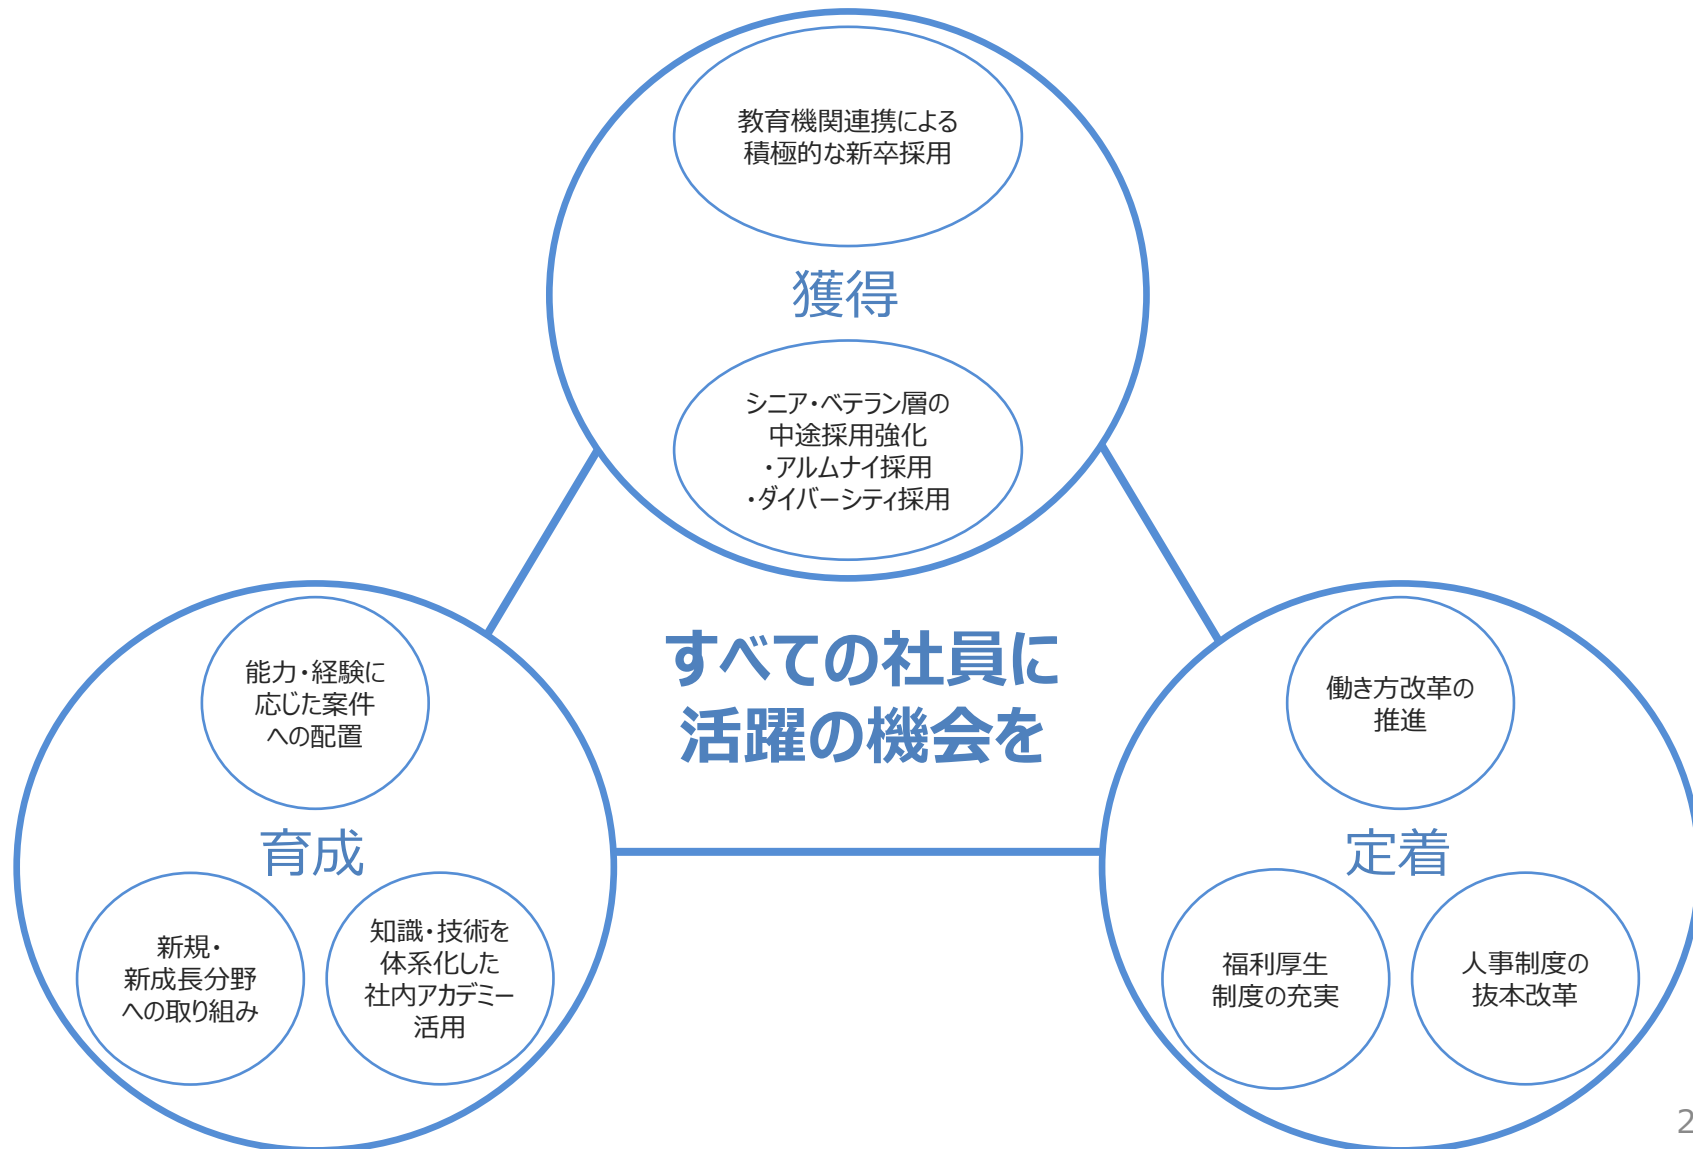 教育機関連携による
積極的な新卒採用
獲得
シニア・ベテラン層の
中途採用強化
・アルムナイ採用
・ダイバーシティ採用
すべての社員に
活躍の機会を
能力・経験に
応じた案件
への配置
育成
新規・
新成長分野
への取り組み
知識・技術を
体系化した
社内アカデミー
活用
働き方改革の
推進
定着
福利厚生
制度の充実
人事制度の
抜本改革
2